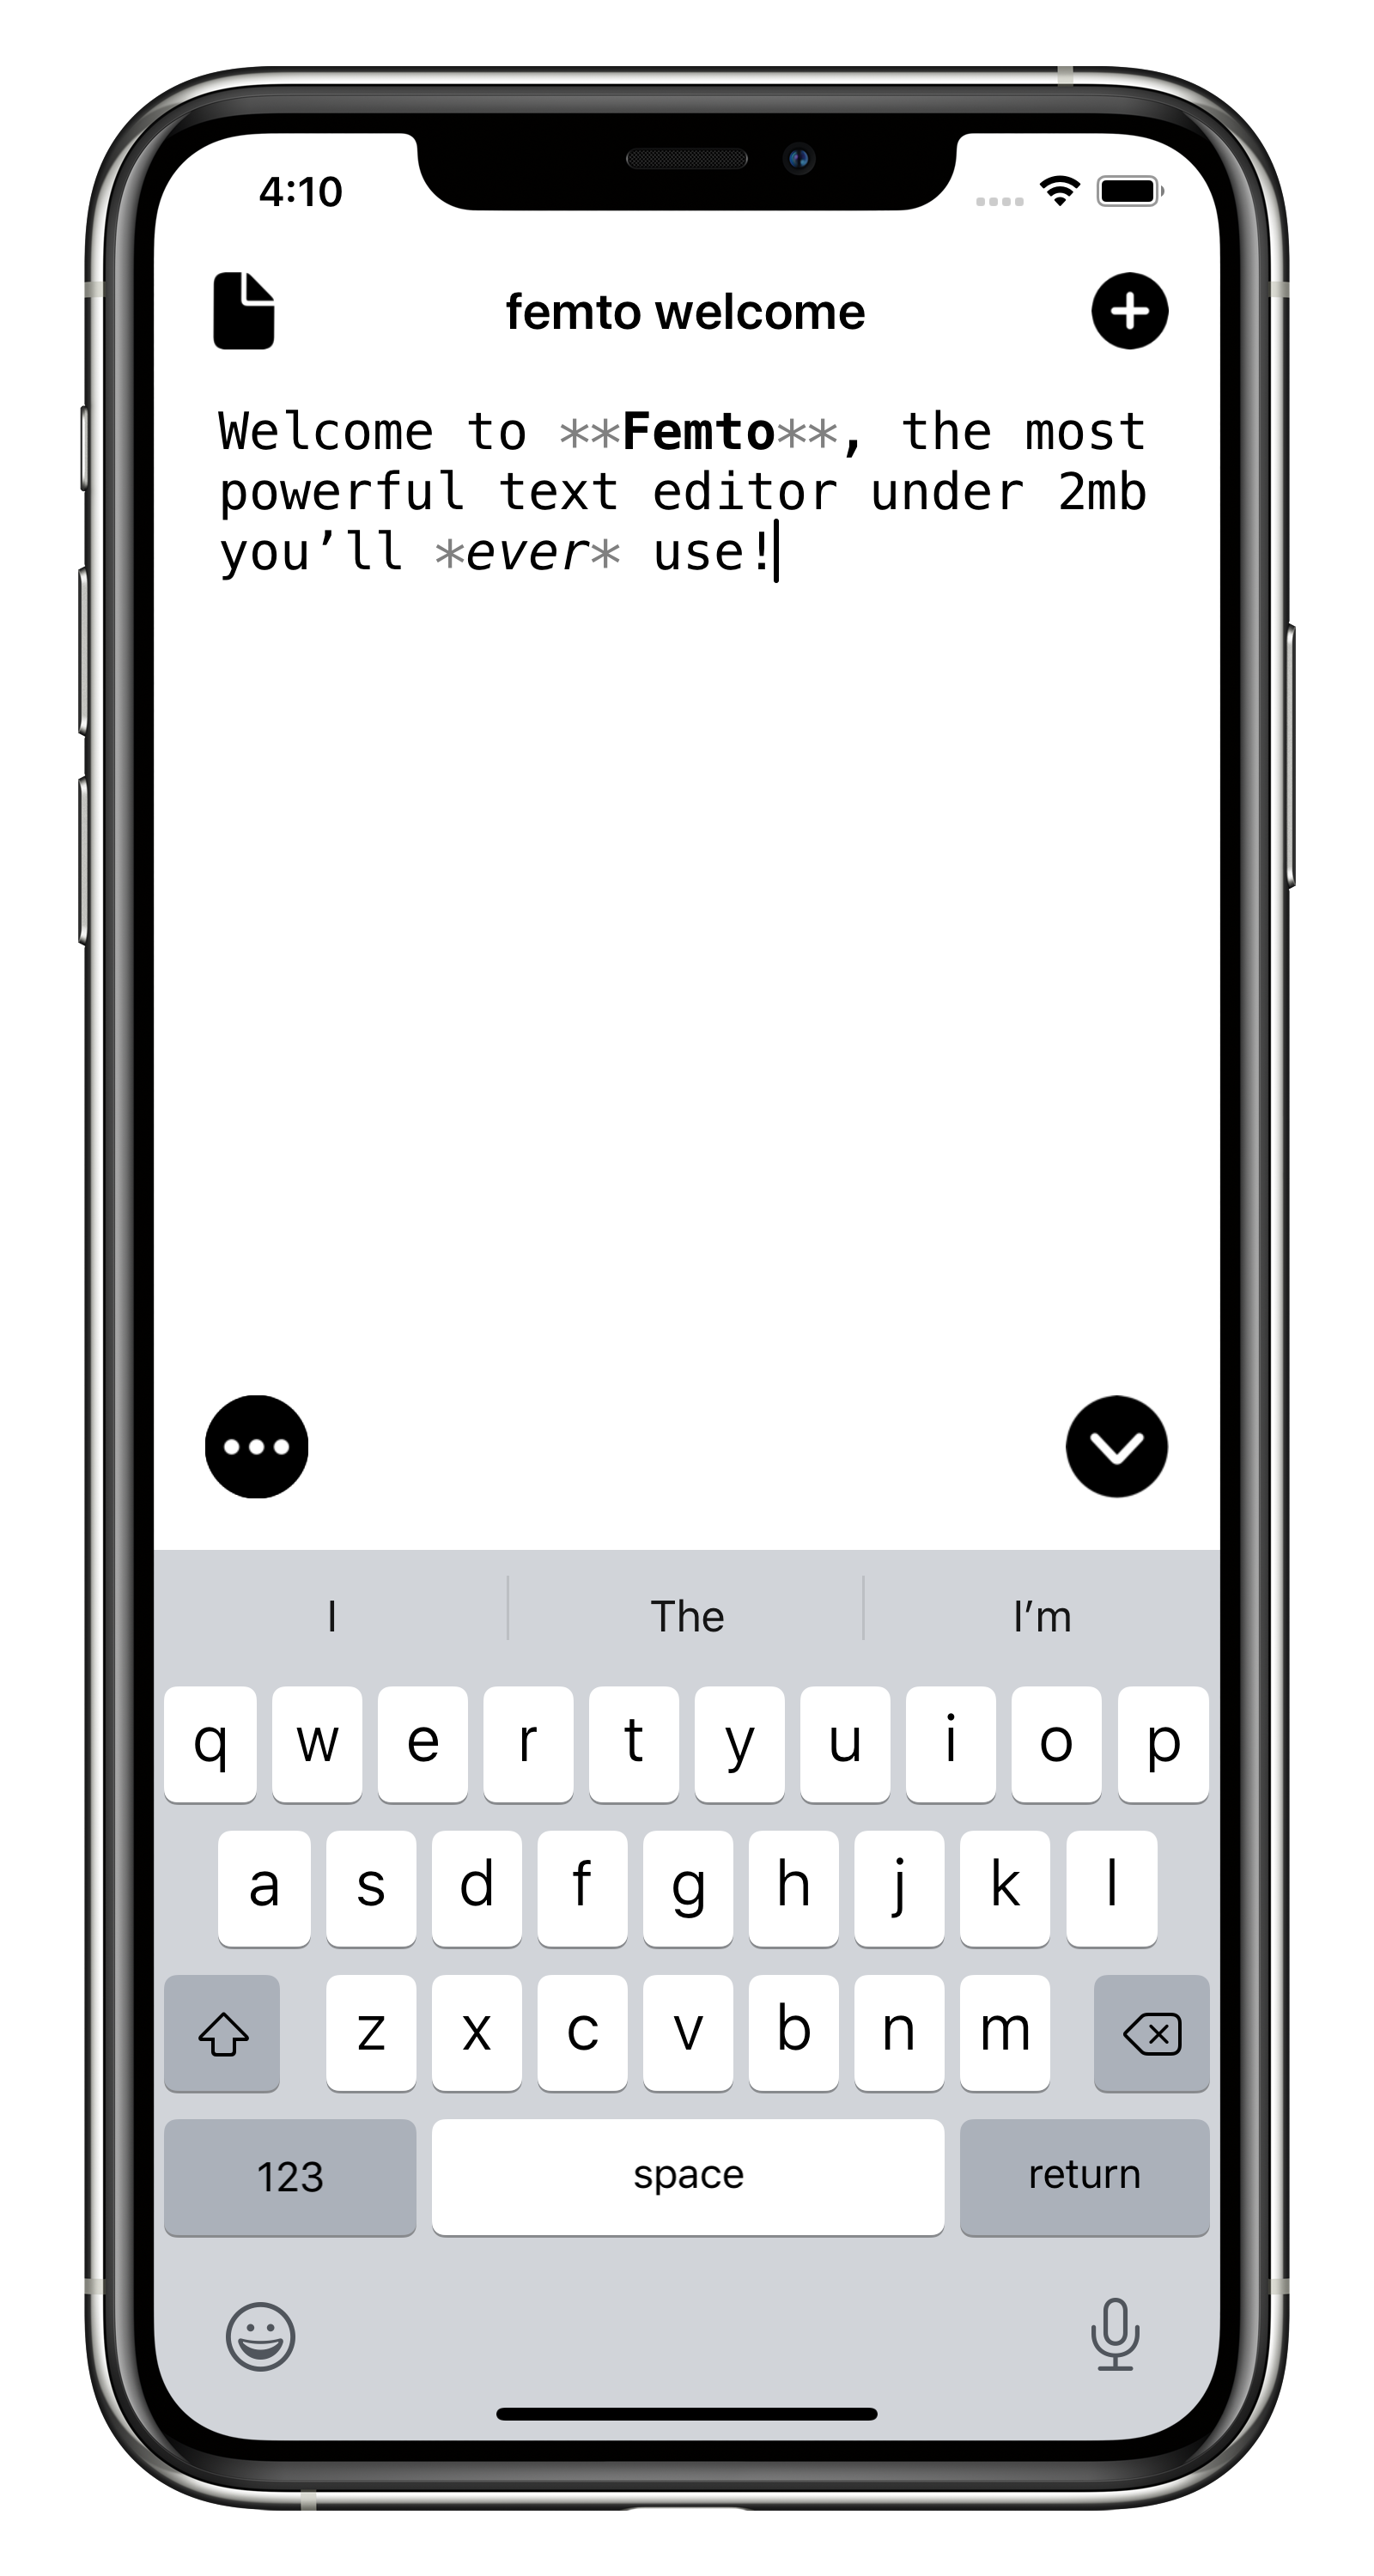 4:10
femto welcome
Welcome to **Femto**, the most
powerful text editor under 2mb
you’ll *ever* use!
I The I’m
q w e r t y u i o p
a s d f g h j k l
z x c v b n m
123 space return